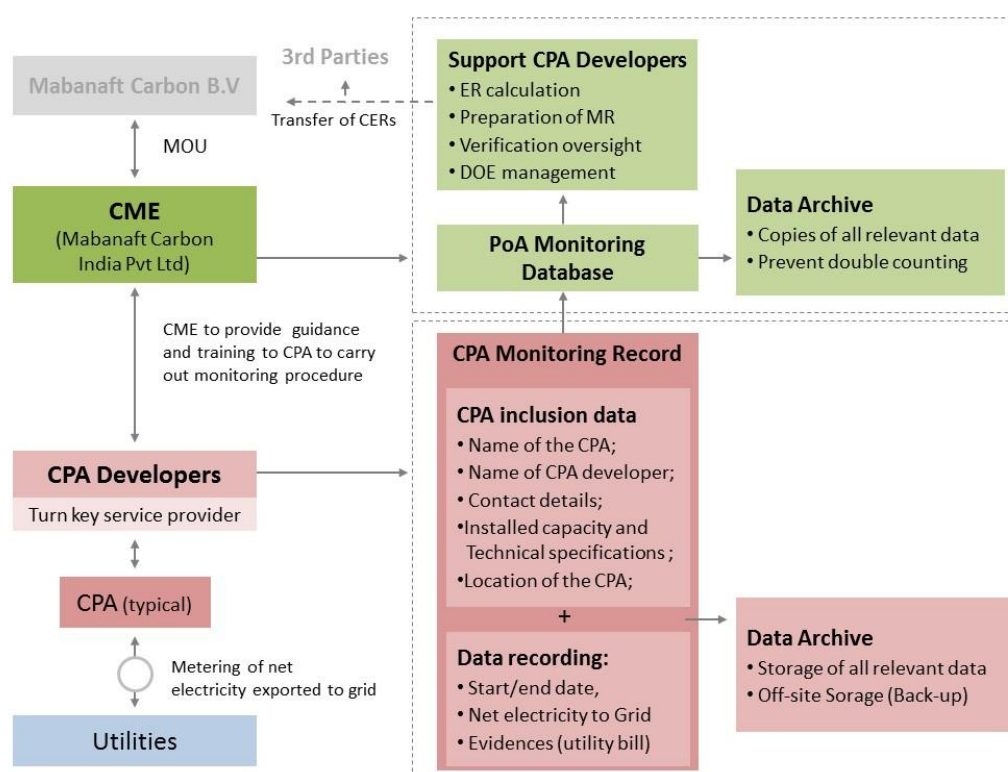 Mabanaft Carbon B.V
3rd Parties
Transfer of CERs
MOU
CME
(Mabanaft Carbon
India Pvt Ltd)
CME to provide guidance
and training to CPA to carry
out monitoring procedure
CPA Developers
Turn key service provider
CPA (typical)
Metering of net
electricity exported to grid
Utilities
Support CPA Developers
• ER calculation
• Preparation of MR
• Verification oversight
• DOE management
PoA Monitoring
Database
Data Archive
• Copies of all relevant data
• Prevent double counting
CPA Monitoring Record
CPA inclusion data
• Name of the CPA;
• Name of CPA developer;
• Contact details;
• Installed capacity and
Technical specifications ;
• Location of the CPA;
+
Data recording:
• Start/end date,
• Net electricity to Grid
• Evidences (utility bill)
Data Archive
• Storage of all relevant data
• Off-site Sorage (Back-up)